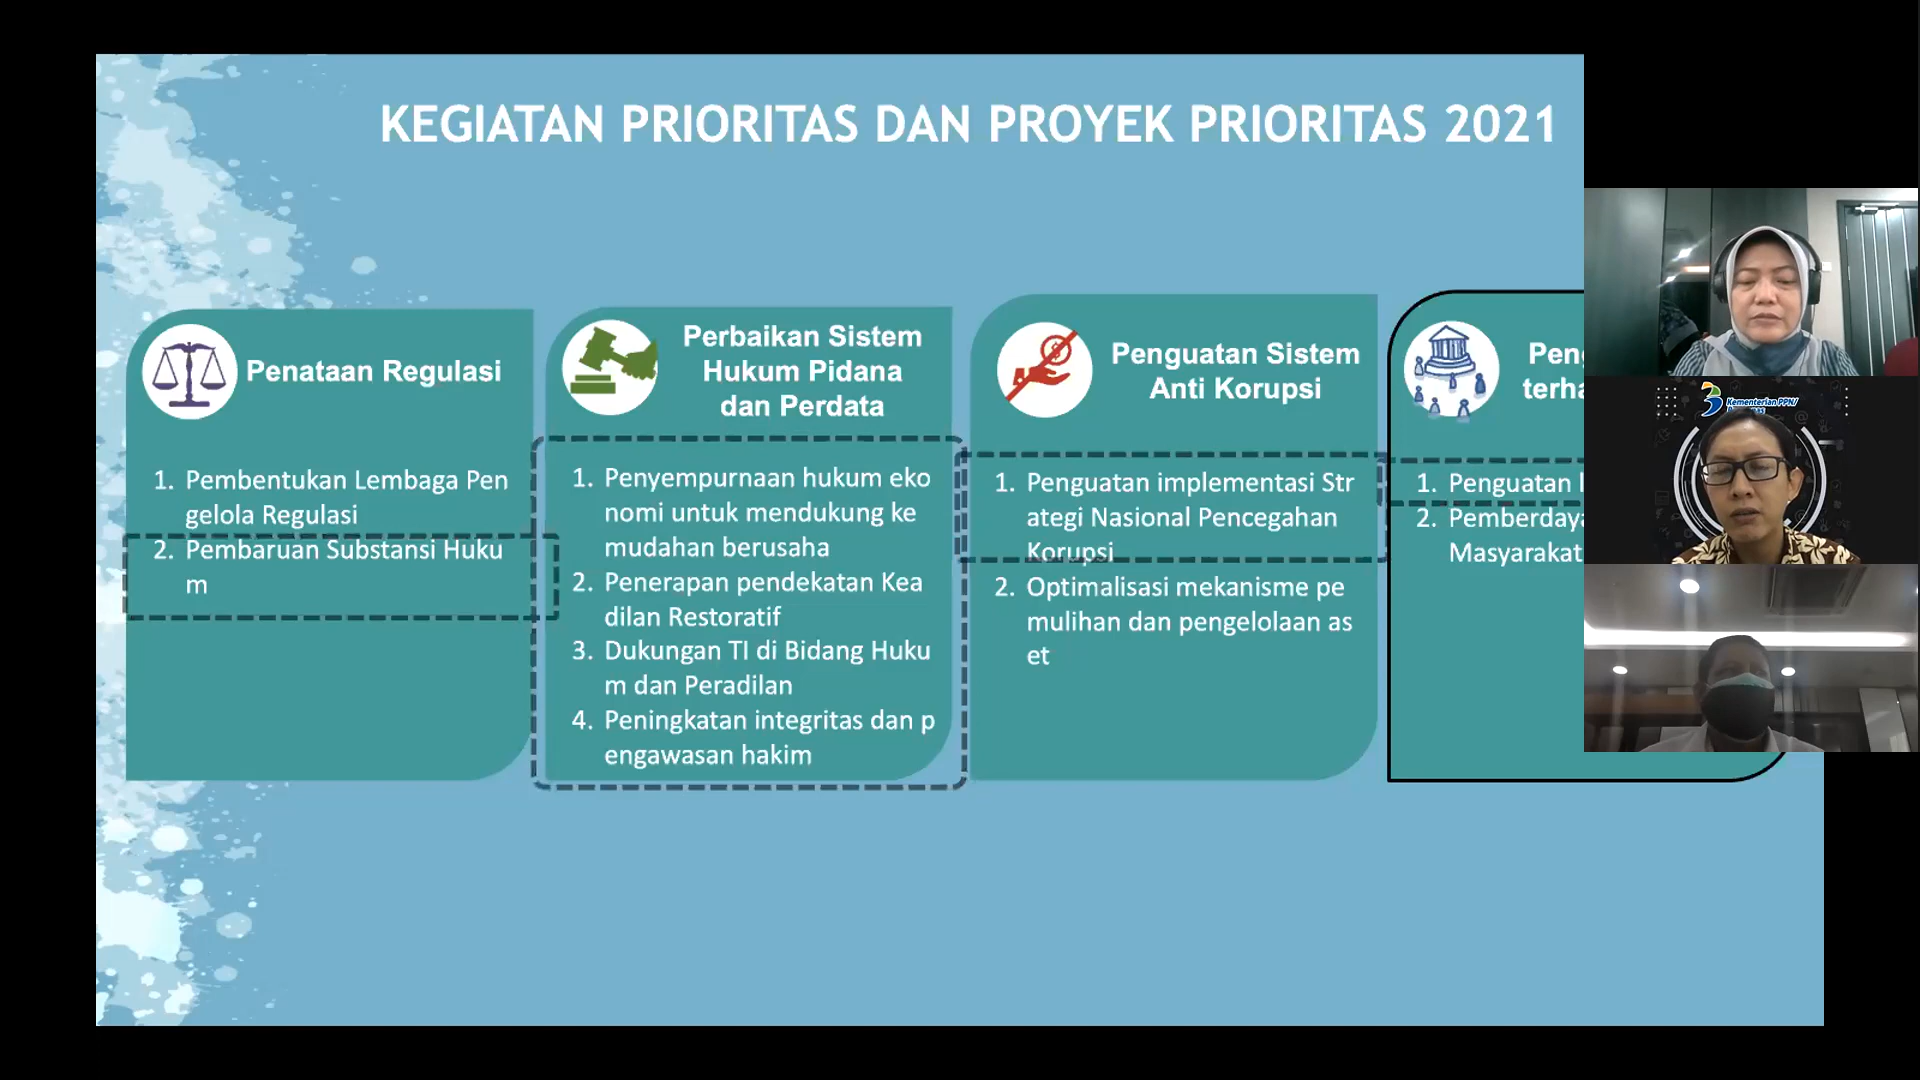 KEGIATAN PRIORITAS DAN PROYEK PRIORITAS 2021
Penataan Regulasi
1. Pembentukan Lembaga Pen
gelola Regulasi
2. Pembaruan Substansi Huku
m
Perbaikan Sistem
Hukum Pidana
dan Perdata
1. Penyempurnaan hukum eko
nomi untuk mendukung ke
mudahan berusaha
2. Penerapan pendekatan Kea
dilan Restoratif
3. Dukungan TI di Bidang Huku
m dan Peradilan
4. Peningkatan integritas dan p
engawasan hakim
Penguatan Sistem
Anti Korupsi
1. Penguatan implementasi Str
ategi Nasional Pencegahan
Korupsi
2. Optimalisasi mekanisme pe
mulihan dan pengelolaan as
et
1. Penguatan
2.
Masyarakat
Kementerian PPN/